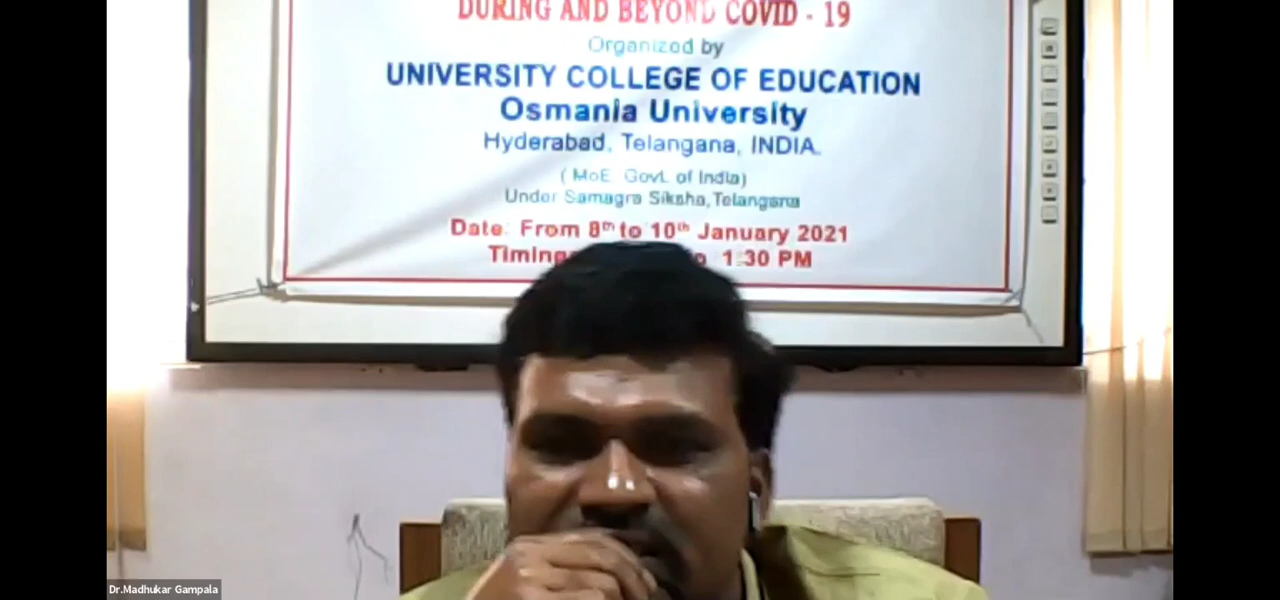 DURING AND BEYOND COVID - 19
Organized by
UNIVERSITY COLLEGE OF EDUCATION
Osmania University
Hyderabad, Telangana, INDIA.
( MoE Govt. of India)
Under Samagra Siksha, Telangana
Date: From 8th to 10th January 2021
1:30 PM
Dr.Madhukar Gampala